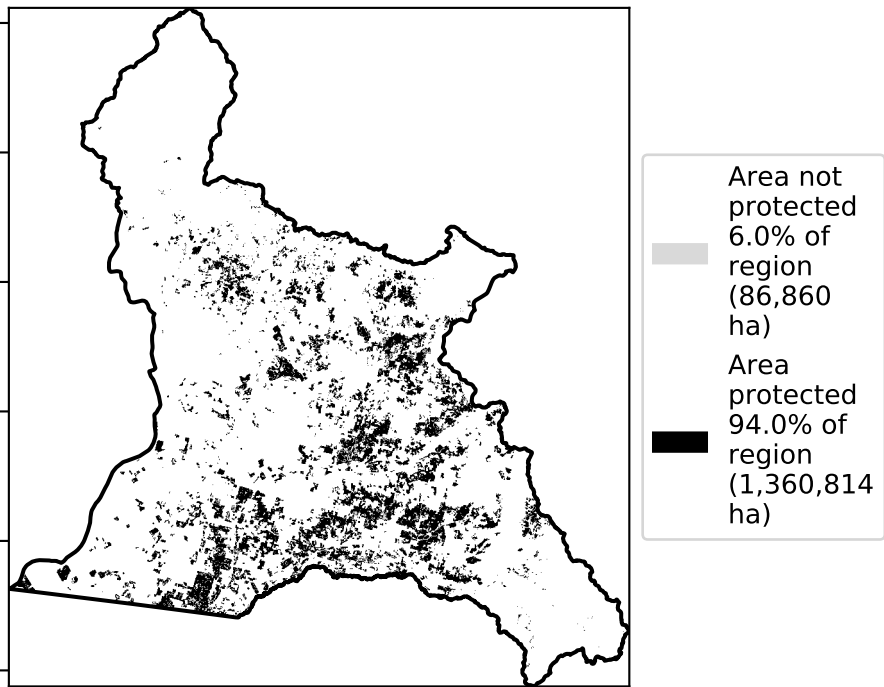 Area not
protected
6.0% of
region
(86,860
ha)
Area
protected
94.0% of
region
(1,360,814
ha)